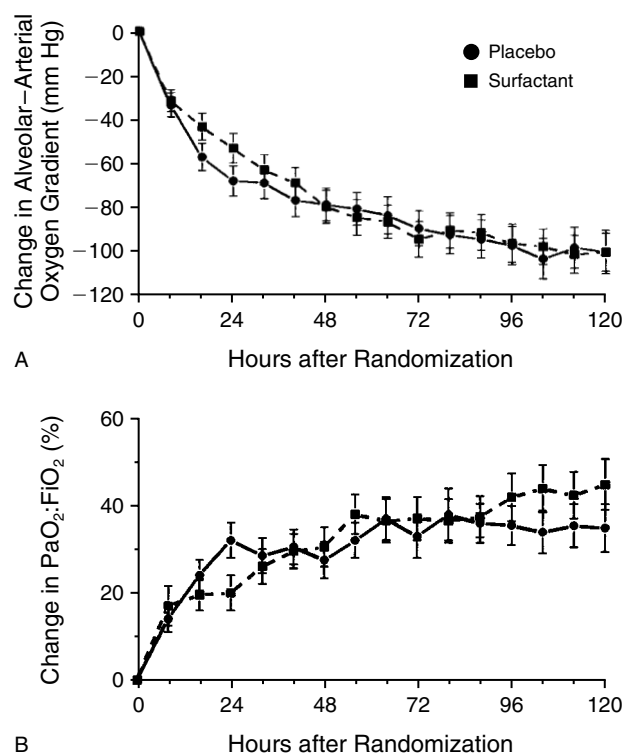 Change in Alveolar–Arterial
Oxygen Gradient (mm Hg)
0
−20
−40
−60
−80
−100
−120
Placebo
Surfactant
0
24
48
72
96
120
Hours after Randomization
A
Change in PaO₂:FiO₂ (%)
60
40
20
0
0
24
48
72
96
120
Hours after Randomization
B